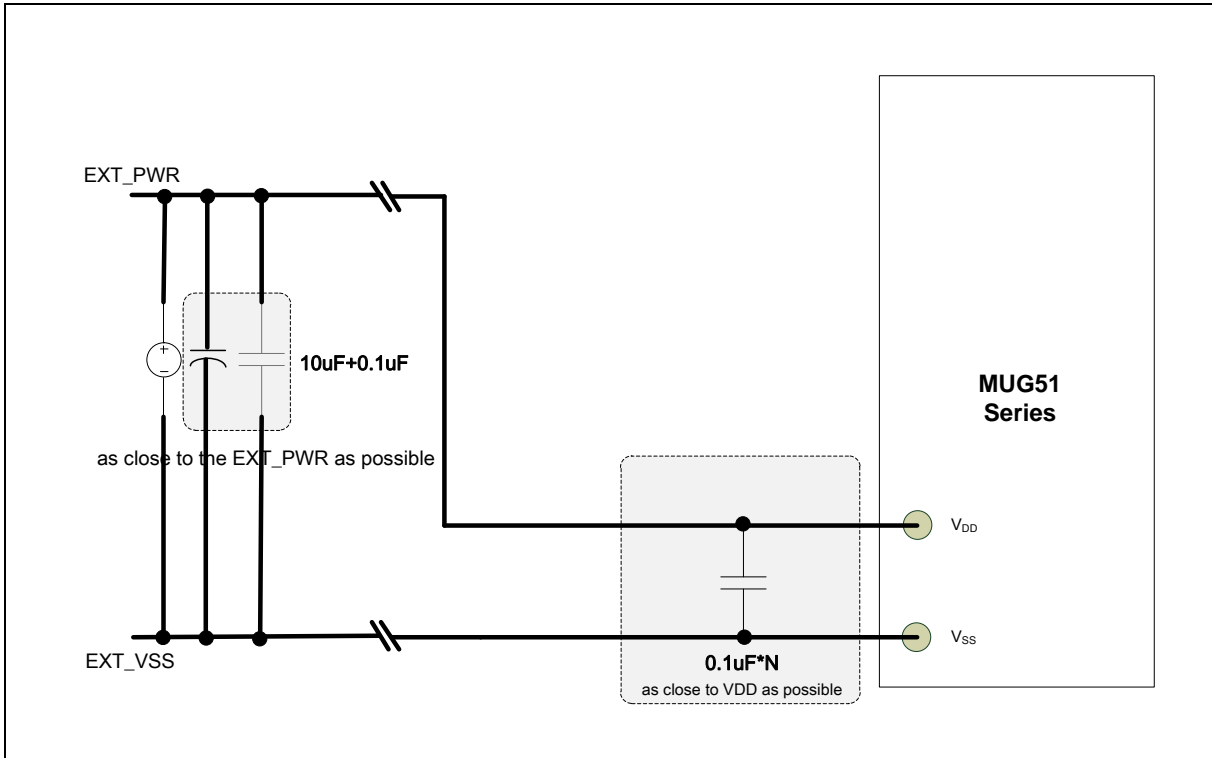 EXT_PWR
+
−
10uF+0.1uF
as close to the EXT_PWR as possible
MUG51
Series
VDD
VSS
EXT_VSS
0.1uF*N
as close to VDD as possible